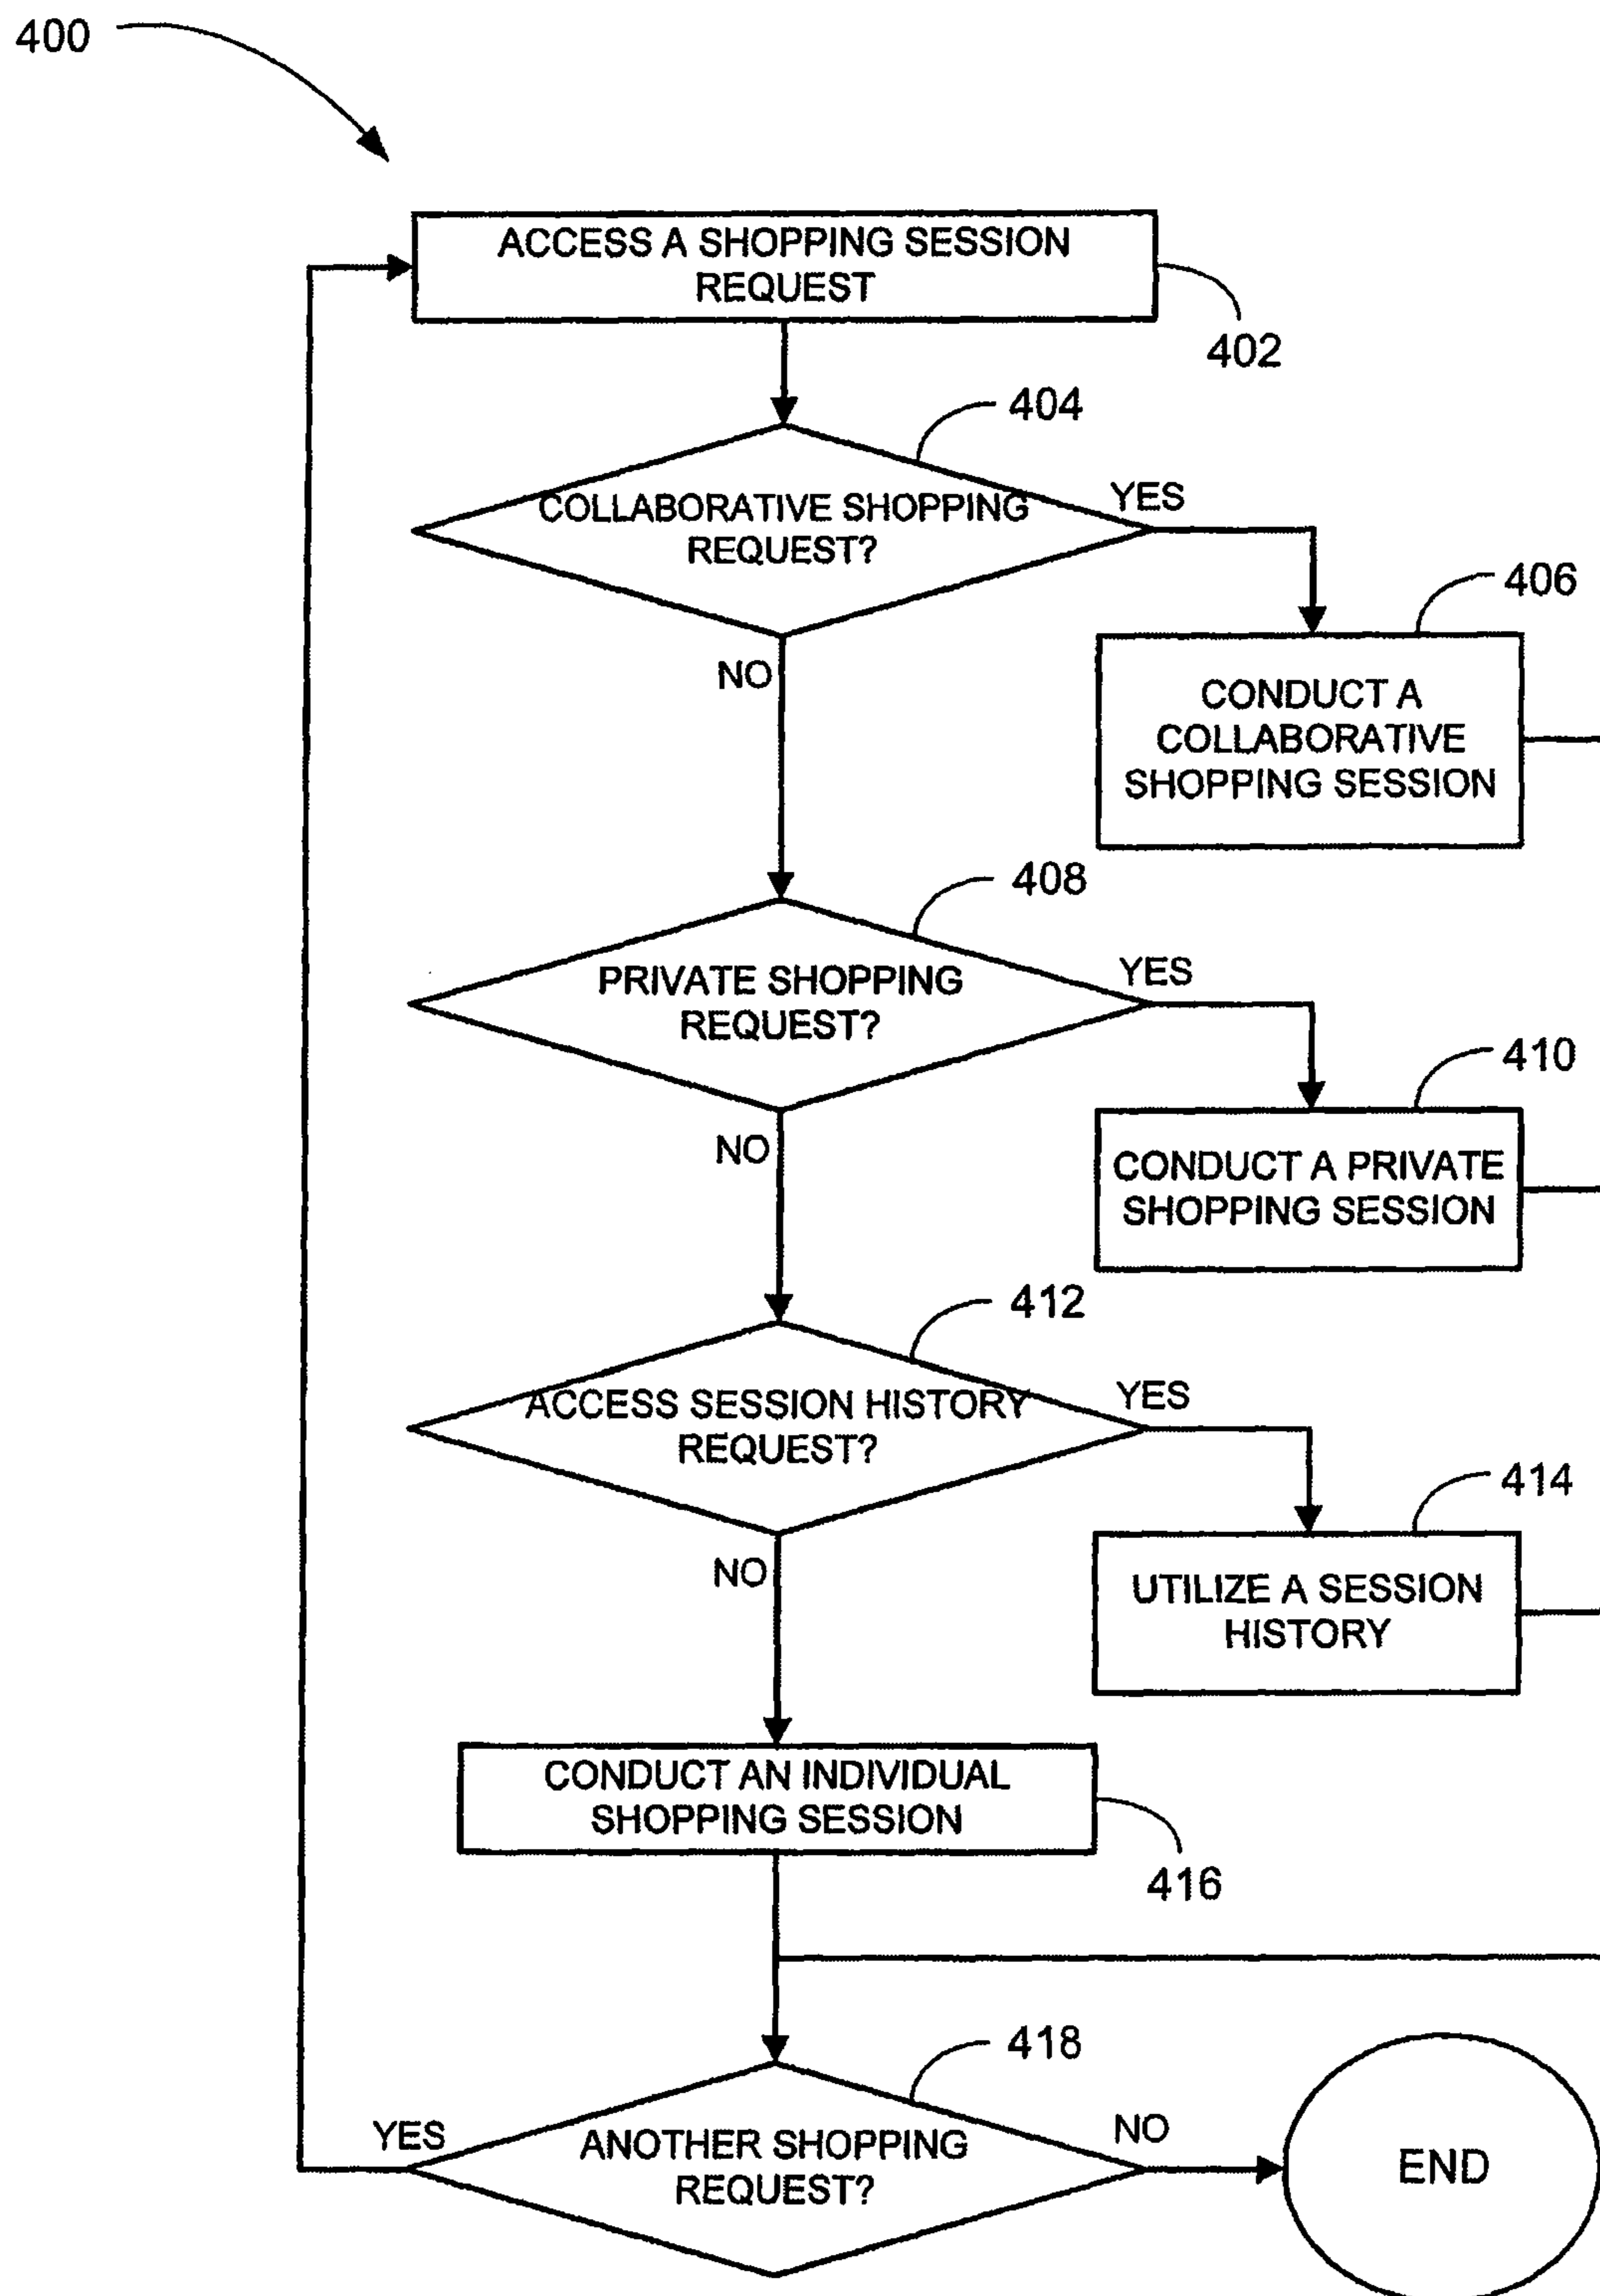 400
ACCESS A SHOPPING SESSION
REQUEST
402
404
COLLABORATIVE SHOPPING
REQUEST?
YES
NO
406
CONDUCT A
COLLABORATIVE
SHOPPING SESSION
408
PRIVATE SHOPPING
REQUEST?
YES
NO
410
CONDUCT A PRIVATE
SHOPPING SESSION
412
ACCESS SESSION HISTORY
REQUEST?
YES
NO
414
UTILIZE A SESSION
HISTORY
CONDUCT AN INDIVIDUAL
SHOPPING SESSION
416
418
YES
ANOTHER SHOPPING
REQUEST?
NO
END